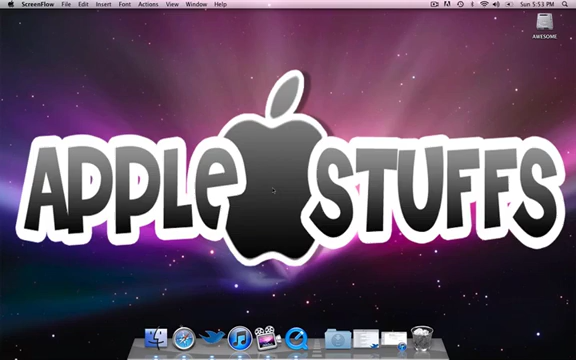 ScreenFlow File Edit Insert Font Actions View Window Help Sun 5:53 PM
AWESOME
APPLE STUFFS